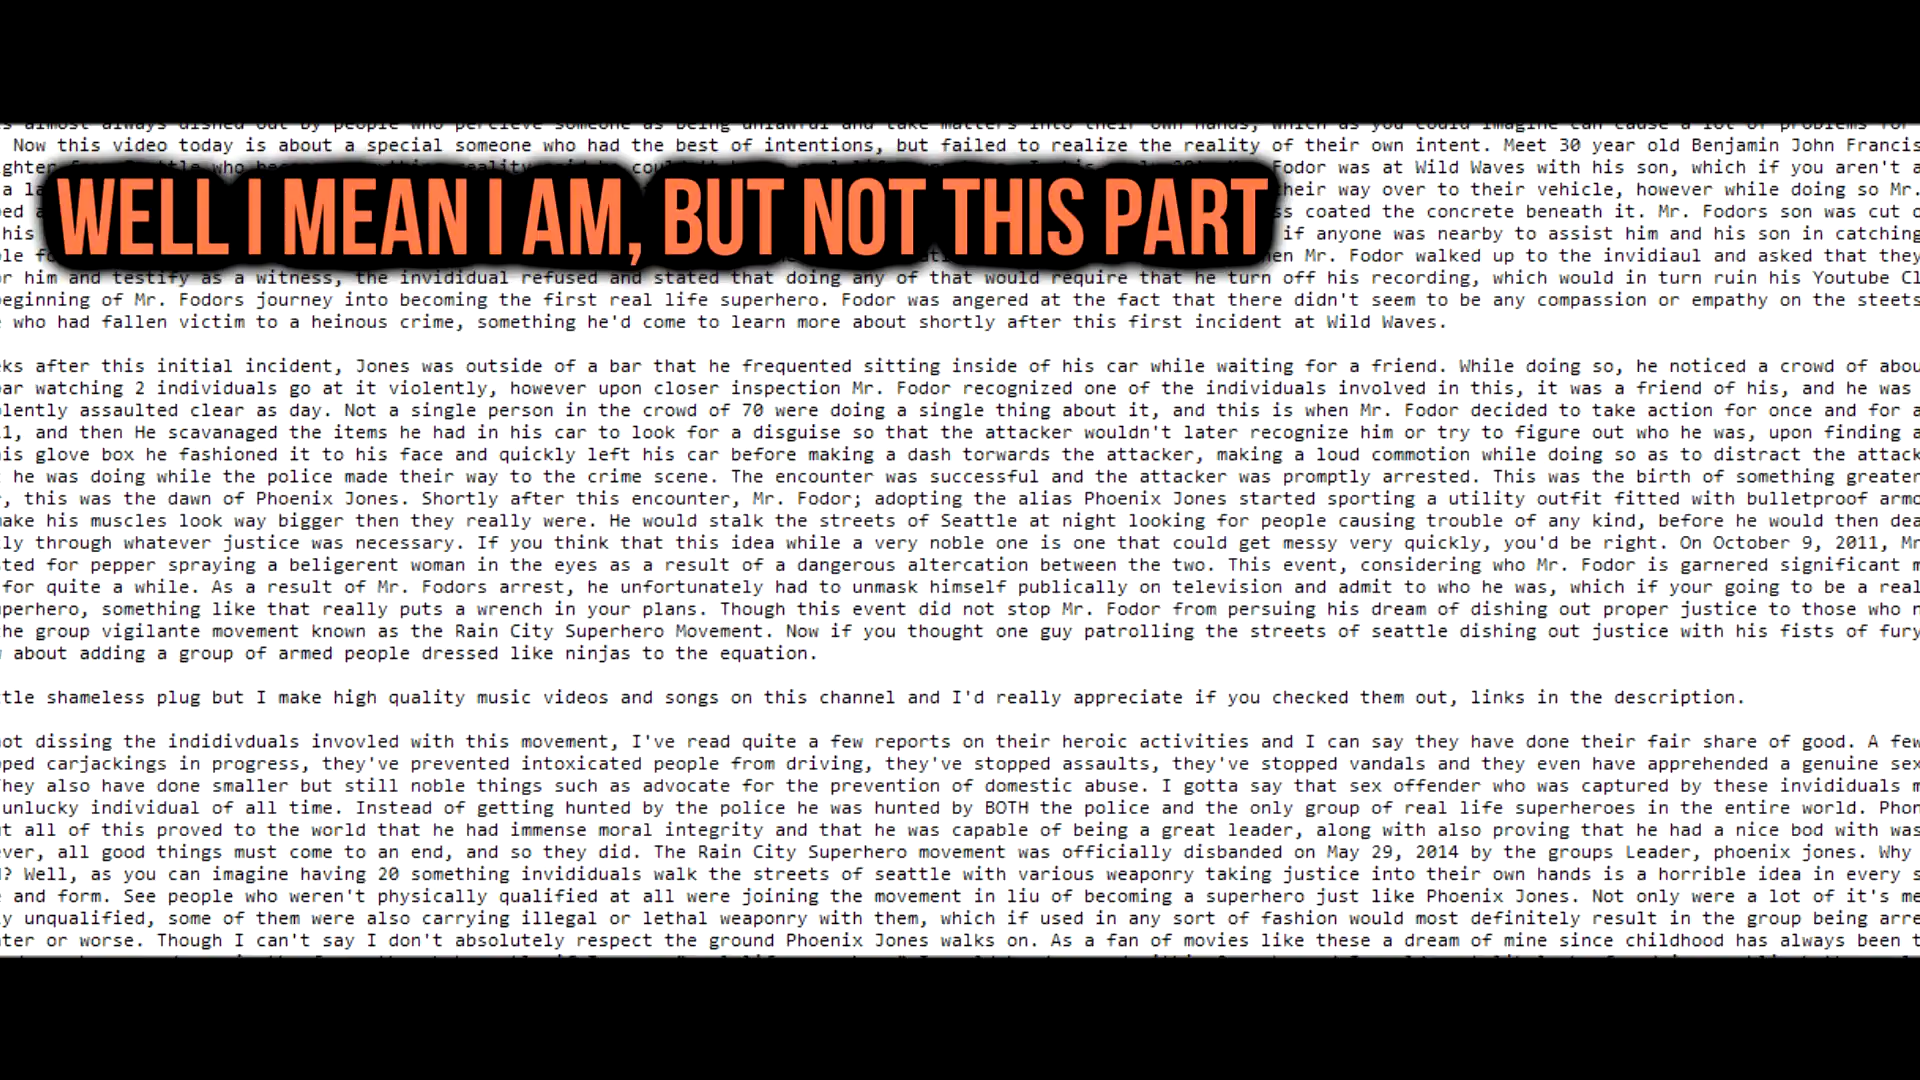 Now this video today is about a special someone who had the best of intentions, but failed to realize the reality of their own intent. Meet 30 year old Benjamin John Francis
WELL I MEAN I AM, BUT NOT THIS PART
Fodor was at Wild Waves with his son, which if you aren't a
their way over to their vehicle, however while doing so Mr.
coated the concrete beneath it. Mr. Fodors son was cut
his if anyone was nearby to assist him and his son in catching
Mr. Fodor walked up to the invidiaul and asked that they
him and testify as a witness, the invididual refused and stated that doing any of that would require that he turn off his recording, which would in turn ruin his Youtube
beginning of Mr. Fodors journey into becoming the first real life superhero. Fodor was angered at the fact that there didn't seem to be any compassion or empathy on the steets
who had fallen victim to a heinous crime, something he'd come to learn more about shortly after this first incident at Wild Waves.
after this initial incident, Jones was outside of a bar that he frequented sitting inside of his car while waiting for a friend. While doing so, he noticed a crowd of abou
watching 2 individuals go at it violently, however upon closer inspection Mr. Fodor recognized one of the individuals involved in this, it was a friend of his, and he was
olently assaulted clear as day. Not a single person in the crowd of 70 were doing a single thing about it, and this is when Mr. Fodor decided to take action for once and for a
and then He scavanaged the items he had in his car to look for a disguise so that the attacker wouldn't later recognize him or try to figure out who he was, upon finding a
his glove box he fashioned it to his face and quickly left his car before making a dash torwards the attacker, making a loud commotion while doing so as to distract the attack
he was doing while the police made their way to the crime scene. The encounter was successful and the attacker was promptly arrested. This was the birth of something greater
, this was the dawn of Phoenix Jones. Shortly after this encounter, Mr. Fodor; adopting the alias Phoenix Jones started sporting a utility outfit fitted with bulletproof armo
make his muscles look way bigger then they really were. He would stalk the streets of Seattle at night looking for people causing trouble of any kind, before he would then dea
ly through whatever justice was necessary. If you think that this idea while a very noble one is one that could get messy very quickly, you'd be right. On October 9, 2011, Mr
ted for pepper spraying a beligerent woman in the eyes as a result of a dangerous altercation between the two. This event, considering who Mr. Fodor is garnered significant m
for quite a while. As a result of Mr. Fodors arrest, he unfortunately had to unmask himself publically on television and admit to who he was, which if your going to be a real
uperhero, something like that really puts a wrench in your plans. Though this event did not stop Mr. Fodor from persuing his dream of dishing out proper justice to those who n
the group vigilante movement known as the Rain City Superhero Movement. Now if you thought one guy patrolling the streets of seattle dishing out justice with his fists of fury
about adding a group of armed people dressed like ninjas to the equation.
ttle shameless plug but I make high quality music videos and songs on this channel and I'd really appreciate if you checked them out, links in the description.
not dissing the indidivduals invovled with this movement, I've read quite a few reports on their heroic activities and I can say they have done their fair share of good. A few
ped carjackings in progress, they've prevented intoxicated people from driving, they've stopped assaults, they've stopped vandals and they even have apprehended a genuine sex
They also have done smaller but still noble things such as advocate for the prevention of domestic abuse. I gotta say that sex offender who was captured by these invididuals m
unlucky individual of all time. Instead of getting hunted by the police he was hunted by BOTH the police and the only group of real life superheroes in the entire world. Phon
t all of this proved to the world that he had immense moral integrity and that he was capable of being a great leader, along with also proving that he had a nice bod with was
ever, all good things must come to an end, and so they did. The Rain City Superhero movement was officially disbanded on May 29, 2014 by the groups Leader, phoenix jones. Why
? Well, as you can imagine having 20 something invididuals walk the streets of seattle with various weaponry taking justice into their own hands is a horrible idea in every s
and form. See people who weren't physically qualified at all were joining the movement in liu of becoming a superhero just like Phoenix Jones. Not only were a lot of it's me
y unqualified, some of them were also carrying illegal or lethal weaponry with them, which if used in any sort of fashion would most definitely result in the group being arre
ter or worse. Though I can't say I don't absolutely respect the ground Phoenix Jones walks on. As a fan of movies like these a dream of mine since childhood has always been t